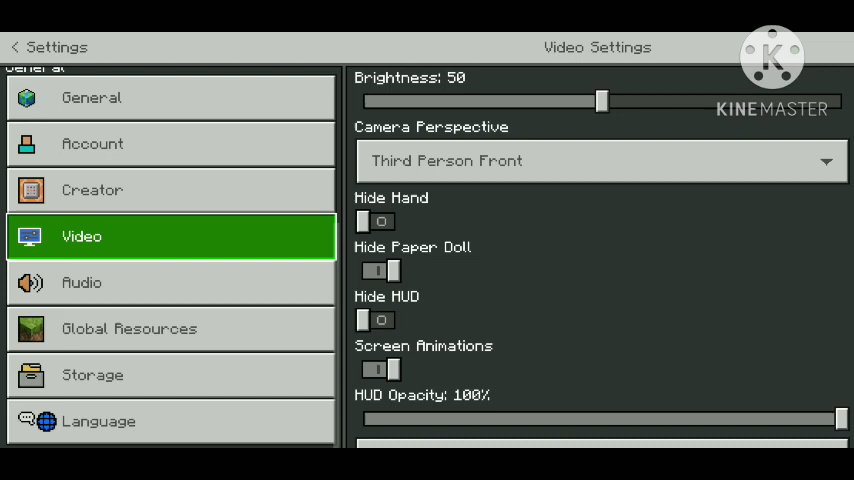 Settings
Video Settings
General
General
Account
Creator
Video
Audio
Global Resources
Storage
Language
Brightness: 50
Camera Perspective
Third Person Front
Hide Hand
Hide Paper Doll
Hide HUD
Screen Animations
HUD Opacity: 100%
K
KINEMASTER